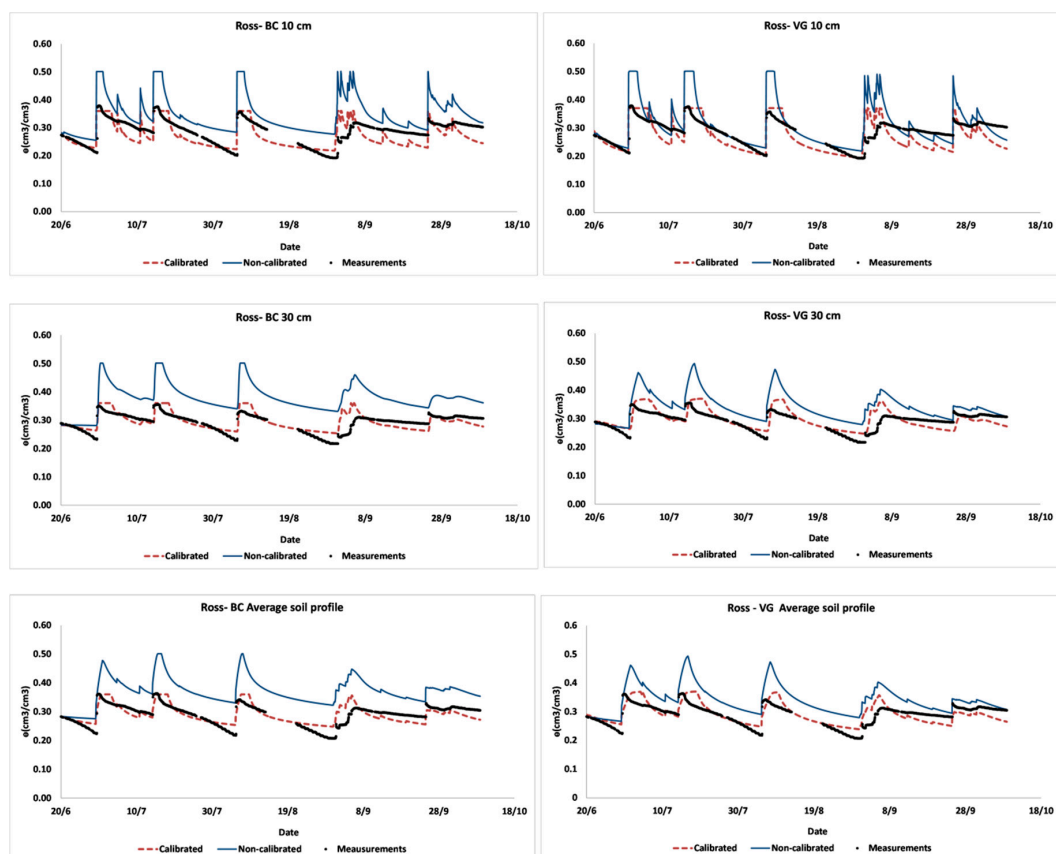 Ross- BC 10 cm
0.60
0.50
0.40
0.30
0.20
0.10
0.00
ɵ(cm3/cm3)
20/6 10/7 30/7 19/8 8/9 28/9 18/10
Date
Calibrated Non-calibrated Measurements
Ross- VG 10 cm
0.60
0.50
0.40
0.30
0.20
0.10
0.00
ɵ(cm3/cm3)
20/6 10/7 30/7 19/8 8/9 28/9 18/10
Date
Calibrated Non-calibrated Measurements
Ross- BC 30 cm
0.60
0.50
0.40
0.30
0.20
0.10
0.00
ɵ(cm3/cm3)
20/6 10/7 30/7 19/8 8/9 28/9 18/10
Date
Calibrated Non-calibrated Measurements
Ross- VG 30 cm
0.60
0.50
0.40
0.30
0.20
0.10
0.00
ɵ(cm3/cm3)
20/6 10/7 30/7 19/8 8/9 28/9 18/10
Date
Calibrated Non-calibrated Measurements
Ross- BC Average soil profile
0.60
0.50
0.40
0.30
0.20
0.10
0.00
ɵ(cm3/cm3)
20/6 10/7 30/7 19/8 8/9 28/9 18/10
Date
Calibrated Non-calibrated Measurements
Ross - VG Average soil profile
0.6
0.5
0.4
0.3
0.2
0.1
0
ɵ(cm3/cm3)
20/6 10/7 30/7 19/8 8/9 28/9 18/10
Date
Calibrated Non-calibrated Measurements